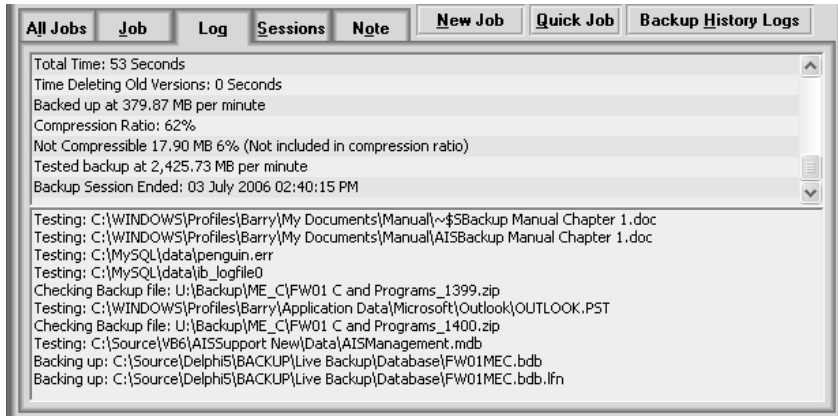 All Jobs Job Log Sessions Note New Job Quick Job Backup History Logs
Total Time: 53 Seconds
Time Deleting Old Versions: 0 Seconds
Backed up at 379.87 MB per minute
Compression Ratio: 62%
Not Compressible 17.90 MB 6% (Not included in compression ratio)
Tested backup at 2,425.73 MB per minute
Backup Session Ended: 03 July 2006 02:40:15 PM
Testing: C:\WINDOWS\Profiles\Barry\My Documents\Manual\~$SBackup Manual Chapter 1.doc
Testing: C:\WINDOWS\Profiles\Barry\My Documents\Manual\AISBackup Manual Chapter 1.doc
Testing: C:\MySQL\data\penguin.err
Testing: C:\MySQL\data\ib_logfile0
Checking Backup file: U:\Backup\ME_C\FW01 C and Programs_1399.zip
Testing: C:\WINDOWS\Profiles\Barry\Application Data\Microsoft\Outlook\OUTLOOK.PST
Checking Backup file: U:\Backup\ME_C\FW01 C and Programs_1400.zip
Testing: C:\Source\VB6\AISSupport New\Data\AISManagement.mdb
Backing up: C:\Source\Delphi5\BACKUP\Live Backup\Database\FW01MEC.bdb
Backing up: C:\Source\Delphi5\BACKUP\Live Backup\Database\FW01MEC.bdb.lfn